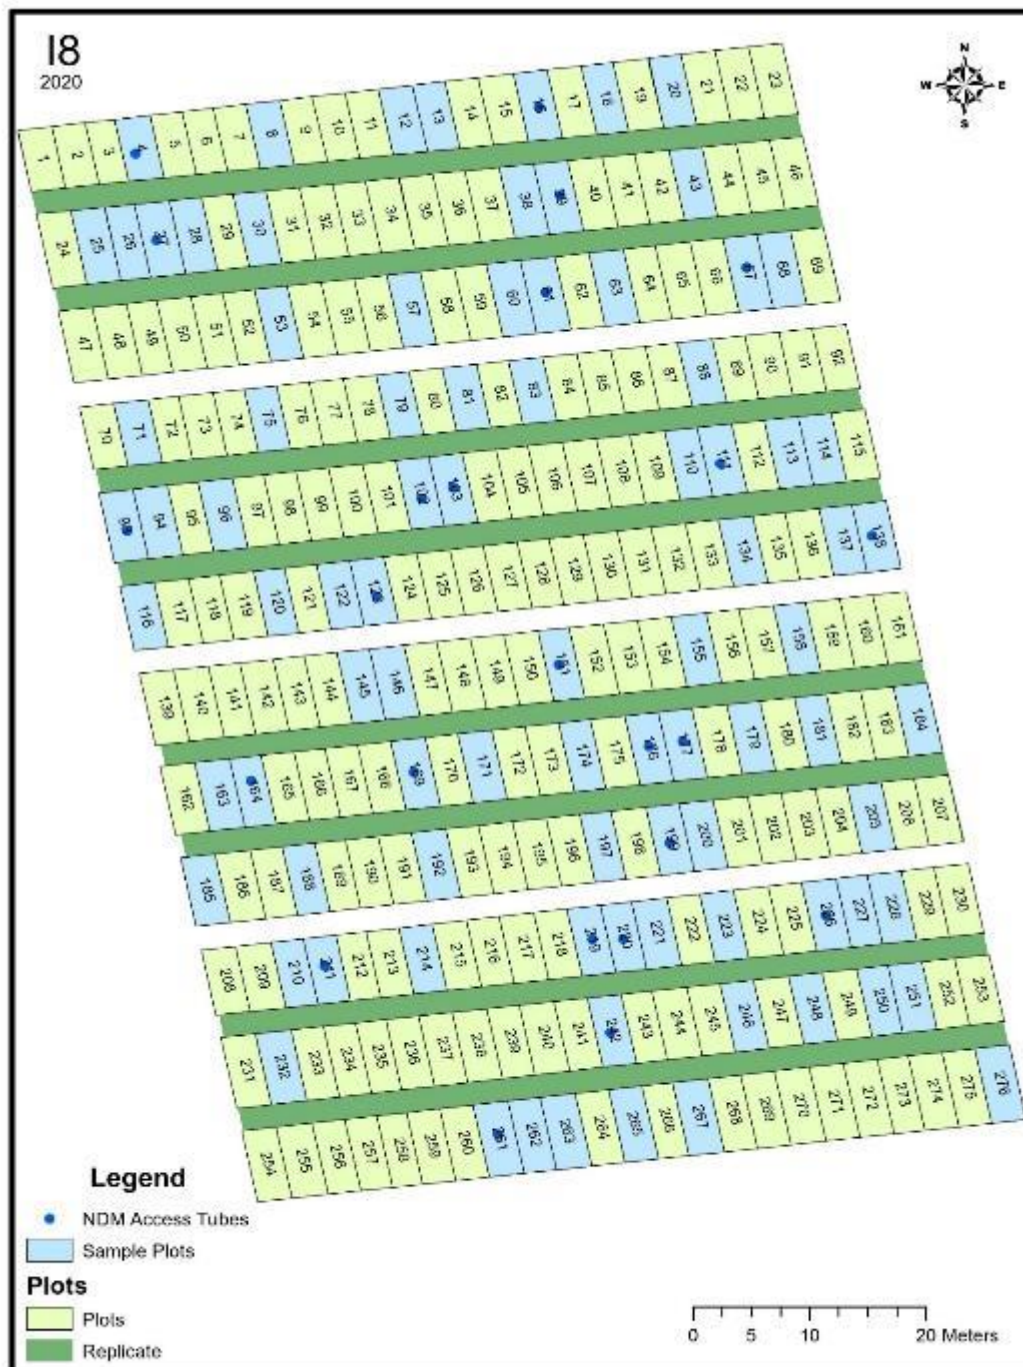 I8
2020
N
W E
S
1 2 3 4 5 6 7 8 9 10 11 12 13 14 15 16 17 18 19 20 21 22 23
24 25 26 27 28 29 30 31 32 33 34 35 36 37 38 39 40 41 42 43 44 45 46
47 48 49 50 51 52 53 54 55 56 57 58 59 60 61 62 63 64 65 66 67 68 69
70 71 72 73 74 75 76 77 78 79 80 81 82 83 84 85 86 87 88 89 90 91 92
93 94 95 96 97 98 99 100 101 102 103 104 105 106 107 108 109 110 111 112 113 114 115
116 117 118 119 120 121 122 123 124 125 126 127 128 129 130 131 132 133 134 135 136 137 138
139 140 141 142 143 144 145 146 147 148 149 150 151 152 153 154 155 156 157 158 159 160 161
162 163 164 165 166 167 168 169 170 171 172 173 174 175 176 177 178 179 180 181 182 183 184
185 186 187 188 189 190 191 192 193 194 195 196 197 198 199 200 201 202 203 204 205 206 207
208 209 210 211 212 213 214 215 216 217 218 219 220 221 222 223 224 225 226 227 228 229 230
231 232 233 234 235 236 237 238 239 240 241 242 243 244 245 246 247 248 249 250 251 252 253
254 255 256 257 258 259 260 261 262 263 264 265 266 267 268 269 270 271 272 273 274 275 276
Legend
NDM Access Tubes
Sample Plots
Plots
Plots
Replicate
0 5 10 20 Meters